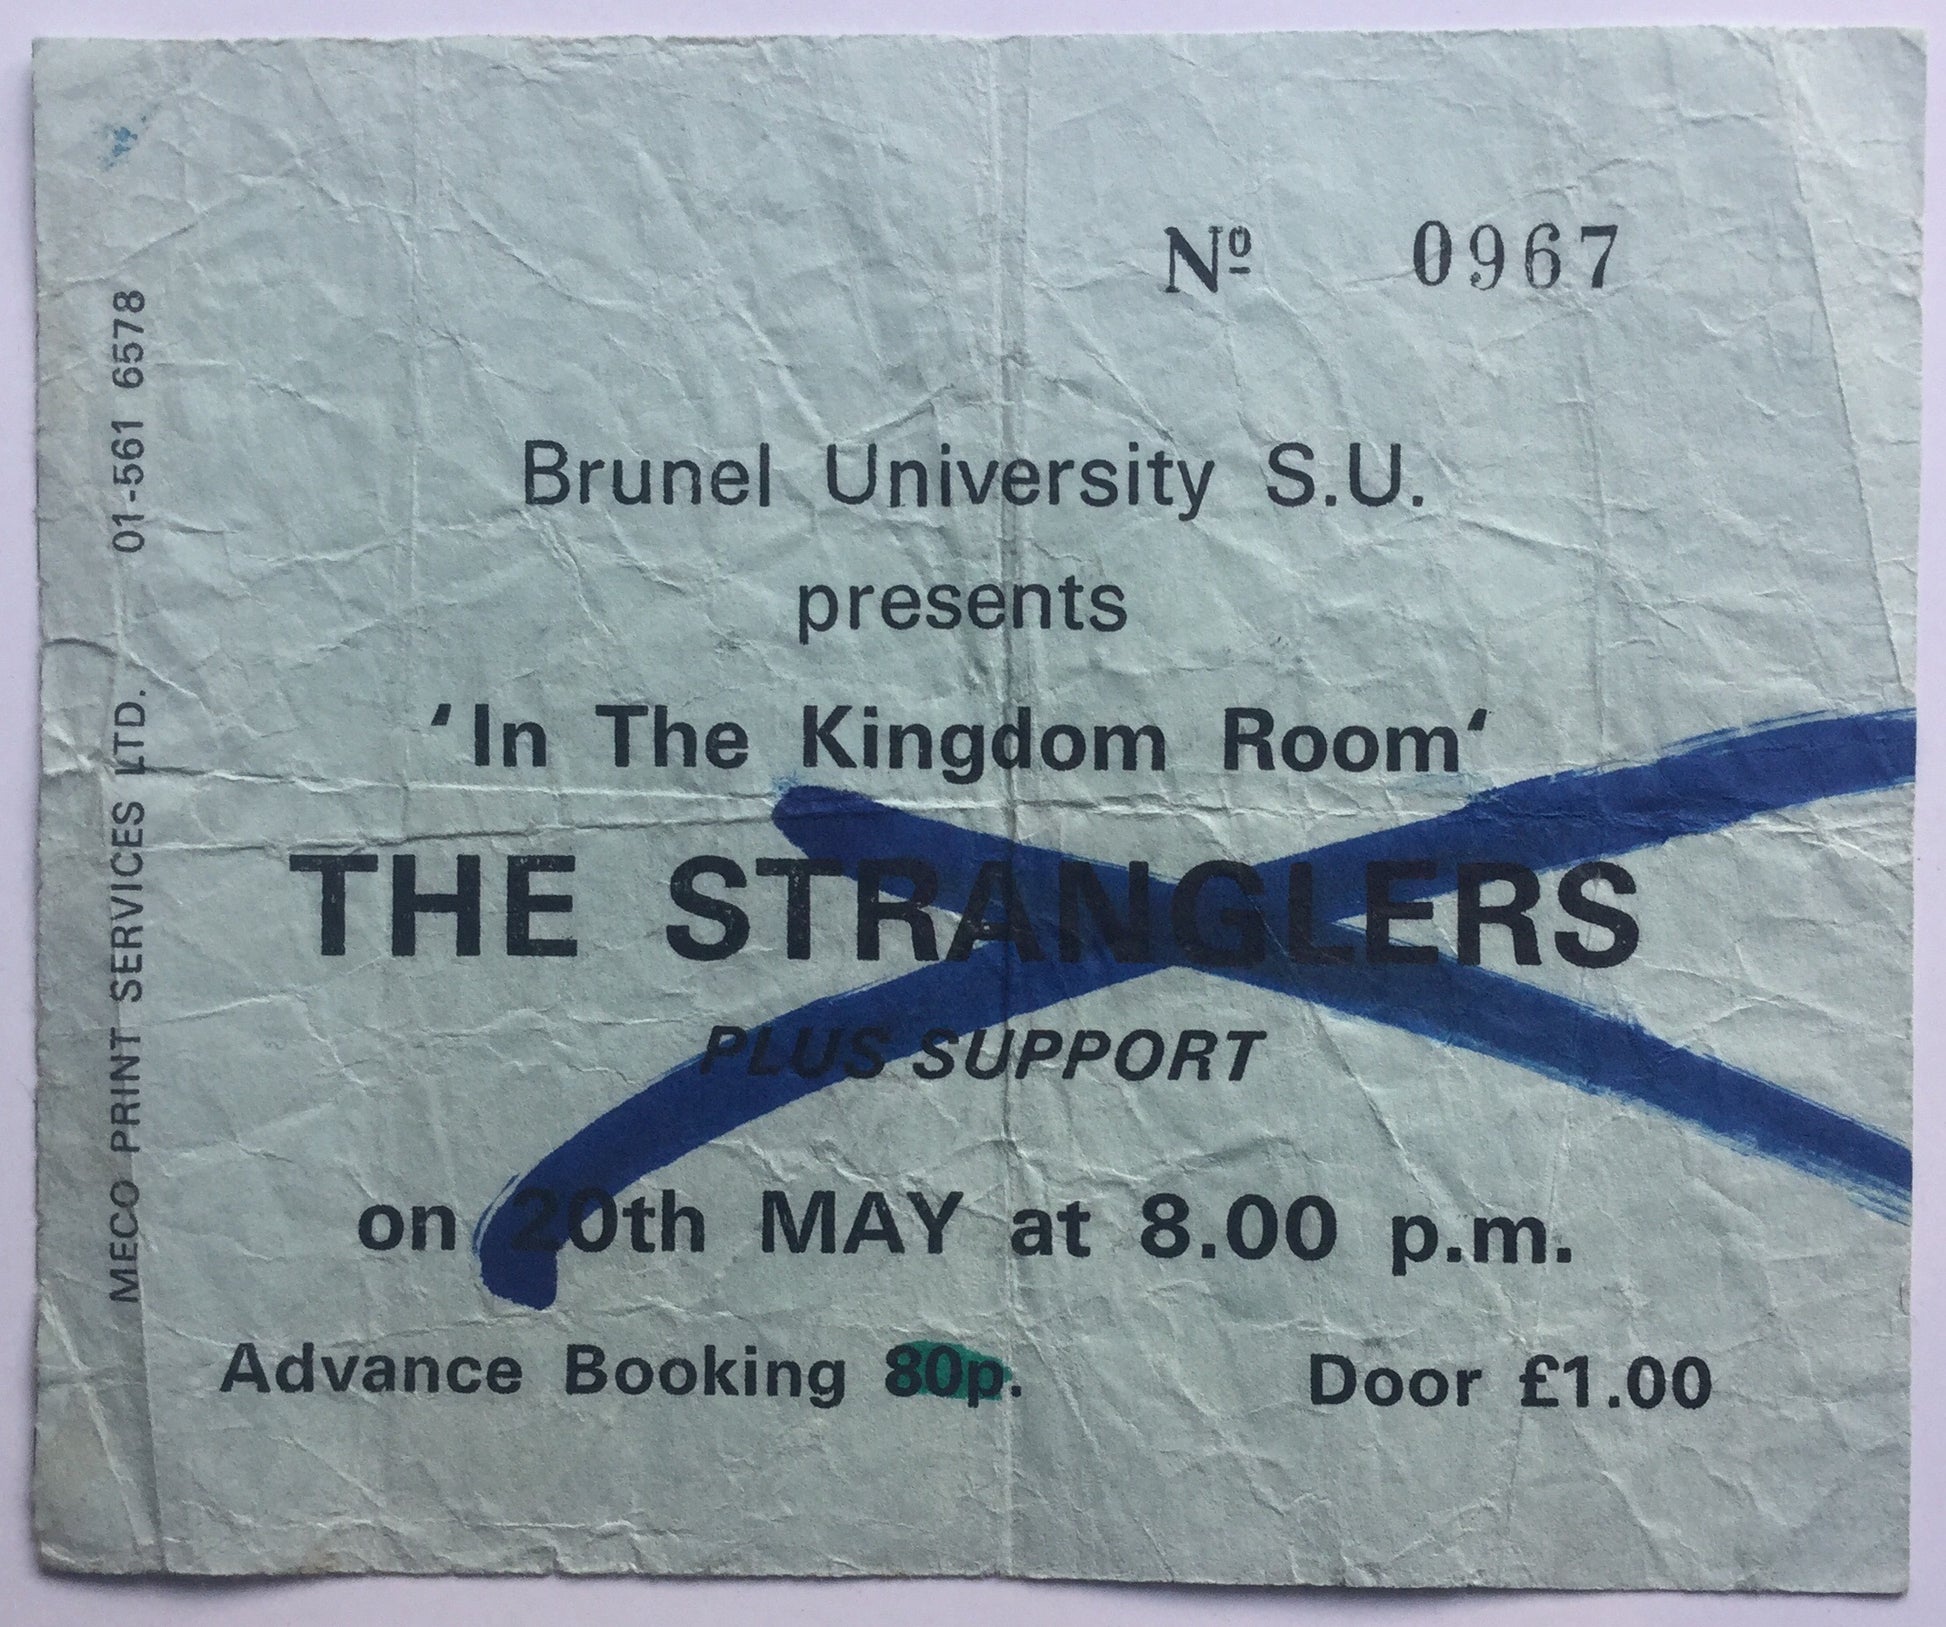 Nº 0967
Brunel University S.U.
presents
‘In The Kingdom Room‘
THE STRANGLERS
PLUS SUPPORT
on 20th MAY at 8.00 p.m.
Advance Booking 80p. Door £1.00
MECO PRINT SERVICES LTD. 01-561 6578